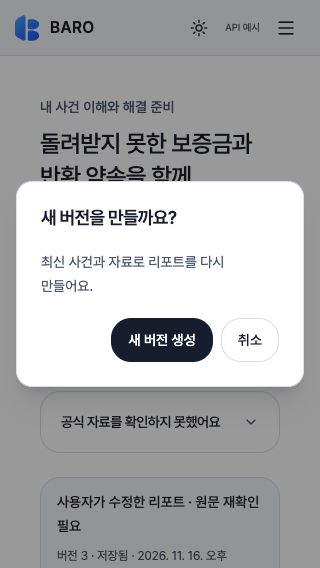 BARO
API 예시
내 사건 이해와 해결 준비
돌려받지 못한 보증금과
반환 약속을 함께
새 버전을 만들까요?
최신 사건과 자료로 리포트를 다시
만들어요.
새 버전 생성
취소
공식 자료를 확인하지 못했어요
사용자가 수정한 리포트 · 원문 재확인
필요
버전 3 · 저장됨 · 2026. 11. 16. 오후